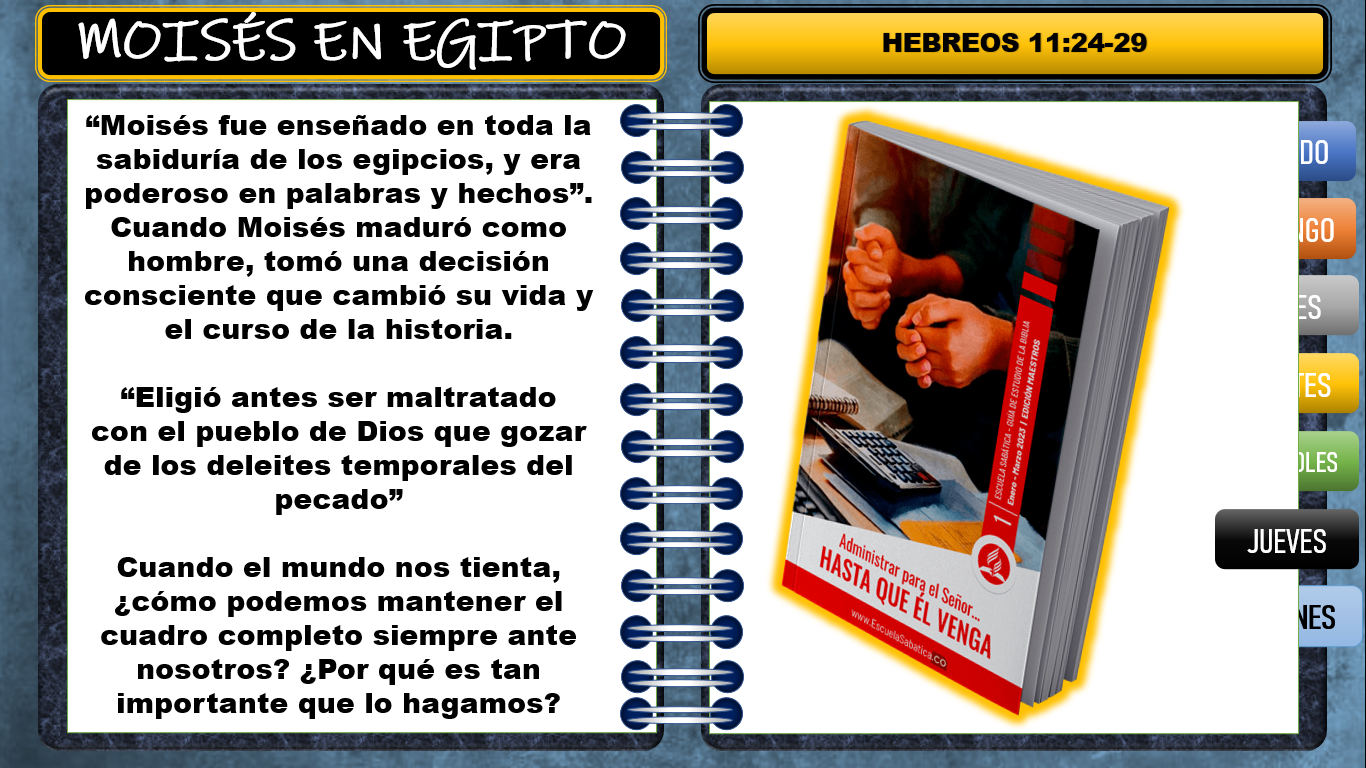 MOISÉS EN EGIPTO
HEBREOS 11:24-29
“Moisés fue enseñado en toda la
sabiduría de los egipcios, y era
poderoso en palabras y hechos”.
Cuando Moisés maduró como
hombre, tomó una decisión
consciente que cambió su vida y
el curso de la historia.
“Eligió antes ser maltratado
con el pueblo de Dios que gozar
de los deleites temporales del
pecado”
Cuando el mundo nos tienta,
¿cómo podemos mantener el
cuadro completo siempre ante
nosotros? ¿Por qué es tan
importante que lo hagamos?
1
ESCUELA SABÁTICA - GUÍA DE ESTUDIO DE LA BIBLIA
Enero - Marzo 2023 | EDICIÓN MAESTROS
Administrar para el Señor...
HASTA QUE ÉL VENGA
www.EscuelaSabatica.co
DO
NGO
ES
TES
OLES
JUEVES
NES